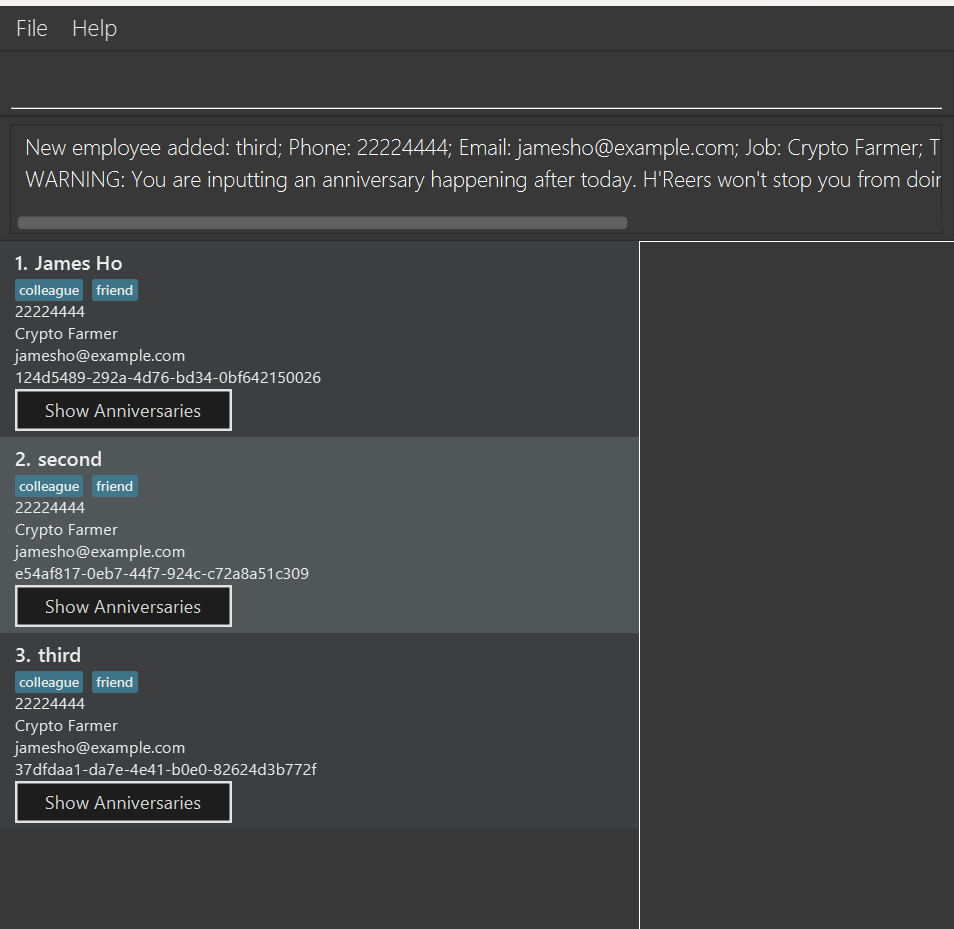 File Help
New employee added: third; Phone: 22224444; Email: jamesho@example.com; Job: Crypto Farmer; T
WARNING: You are inputting an anniversary happening after today. H'Reers won't stop you from
1. James Ho
colleague friend
22224444
Crypto Farmer
jamesho@example.com
124d5489-292a-4d76-bd34-0bf642150026
Show Anniversaries
2. second
colleague friend
22224444
Crypto Farmer
jamesho@example.com
e54af817-0eb7-44f7-924c-c72a8a51c309
Show Anniversaries
3. third
colleague friend
22224444
Crypto Farmer
jamesho@example.com
37dfdaa1-da7e-4e41-b0e0-82624d3b772f
Show Anniversaries